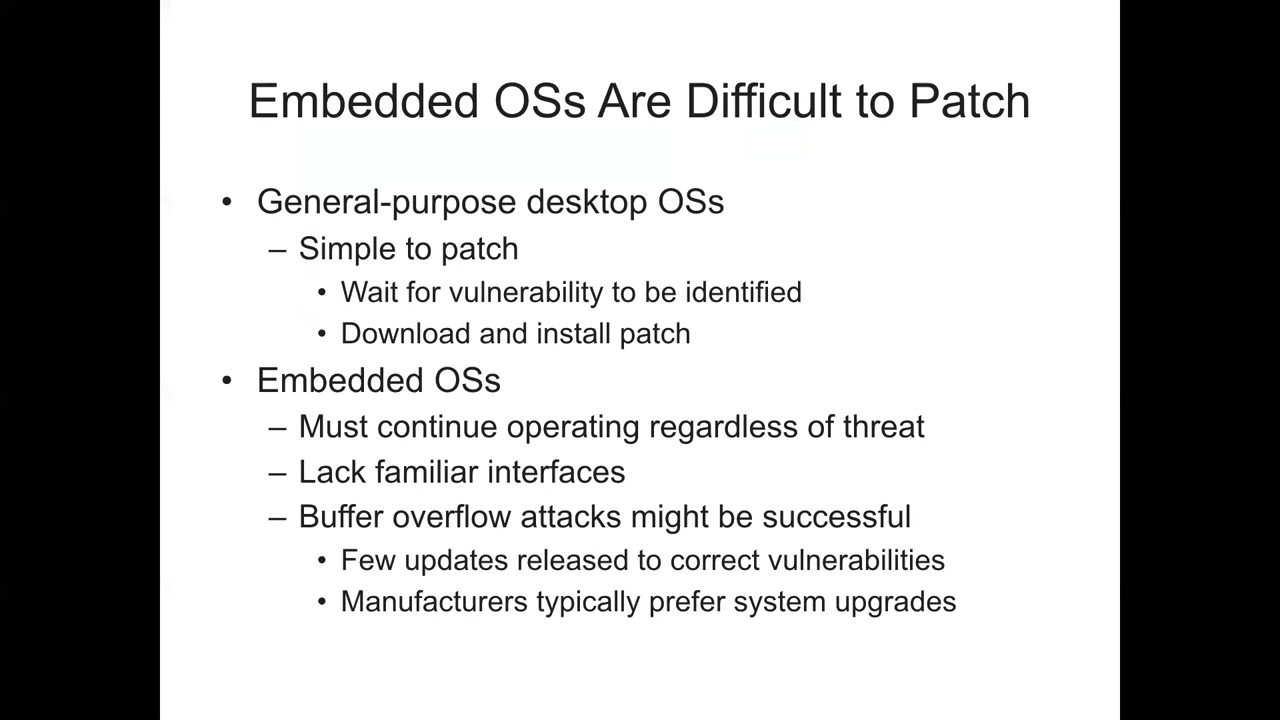 Embedded OSs Are Difficult to Patch
• General-purpose desktop OSs
– Simple to patch
• Wait for vulnerability to be identified
• Download and install patch
• Embedded OSs
– Must continue operating regardless of threat
– Lack familiar interfaces
– Buffer overflow attacks might be successful
• Few updates released to correct vulnerabilities
• Manufacturers typically prefer system upgrades